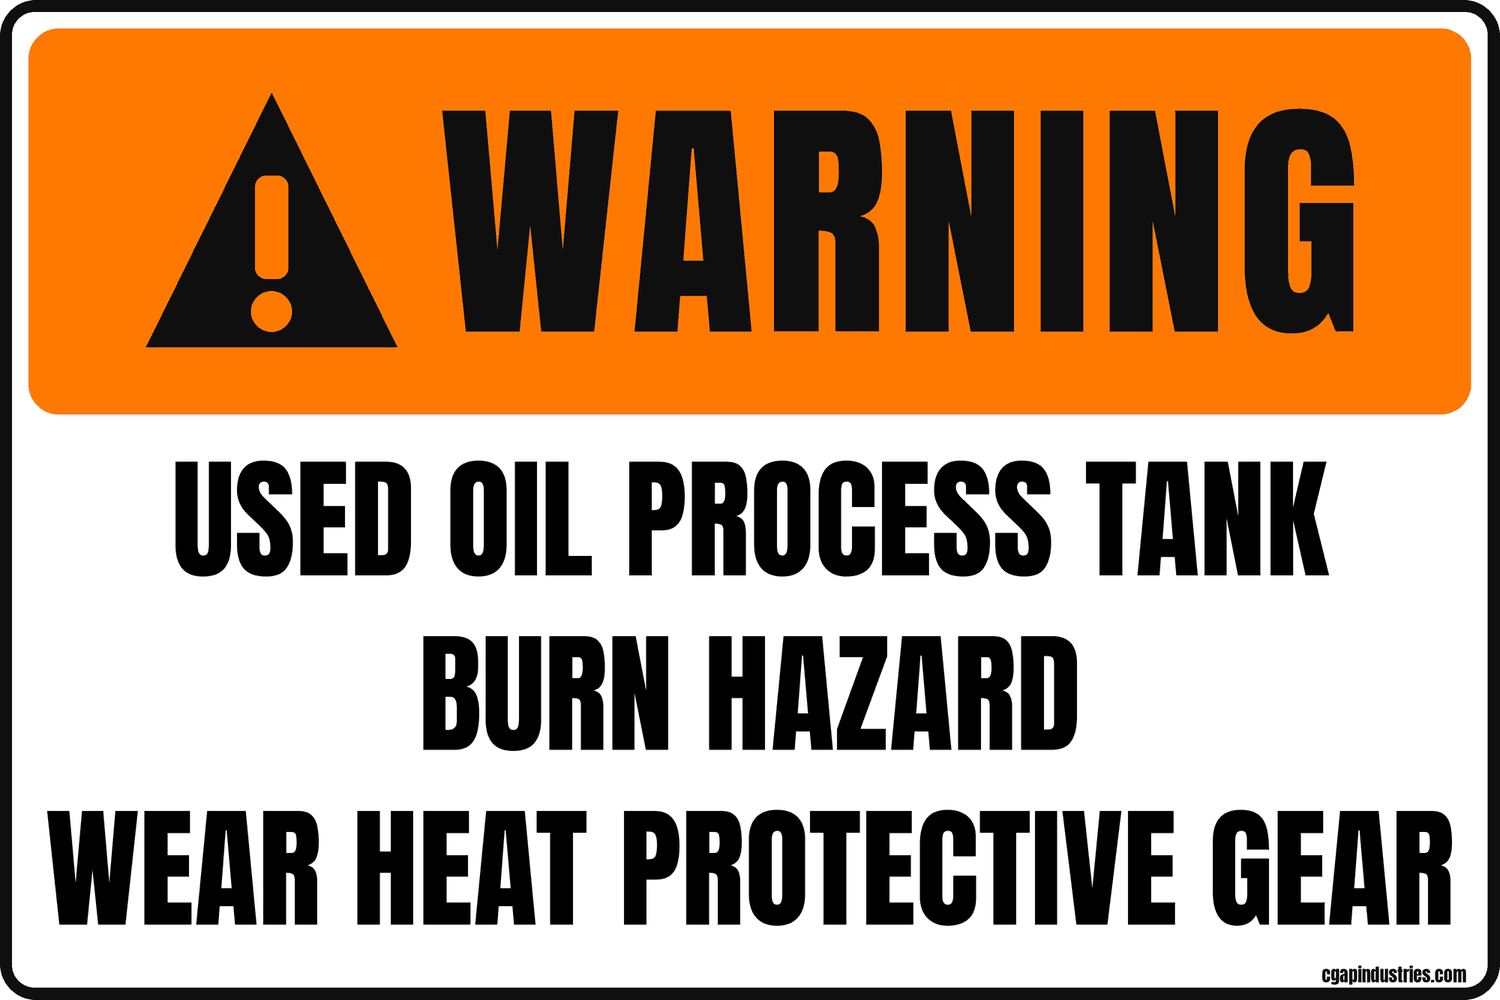 WARNING
USED OIL PROCESS TANK
BURN HAZARD
WEAR HEAT PROTECTIVE GEAR
cgapindustries.com